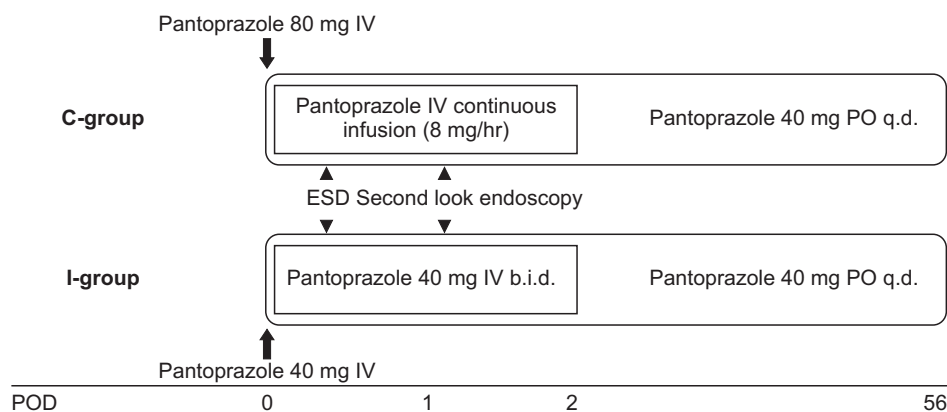 Pantoprazole 80 mg IV
C-group
Pantoprazole IV continuous
infusion (8 mg/hr)
Pantoprazole 40 mg PO q.d.
ESD Second look endoscopy
I-group
Pantoprazole 40 mg IV b.i.d.
Pantoprazole 40 mg PO q.d.
Pantoprazole 40 mg IV
POD 0 1 2 56